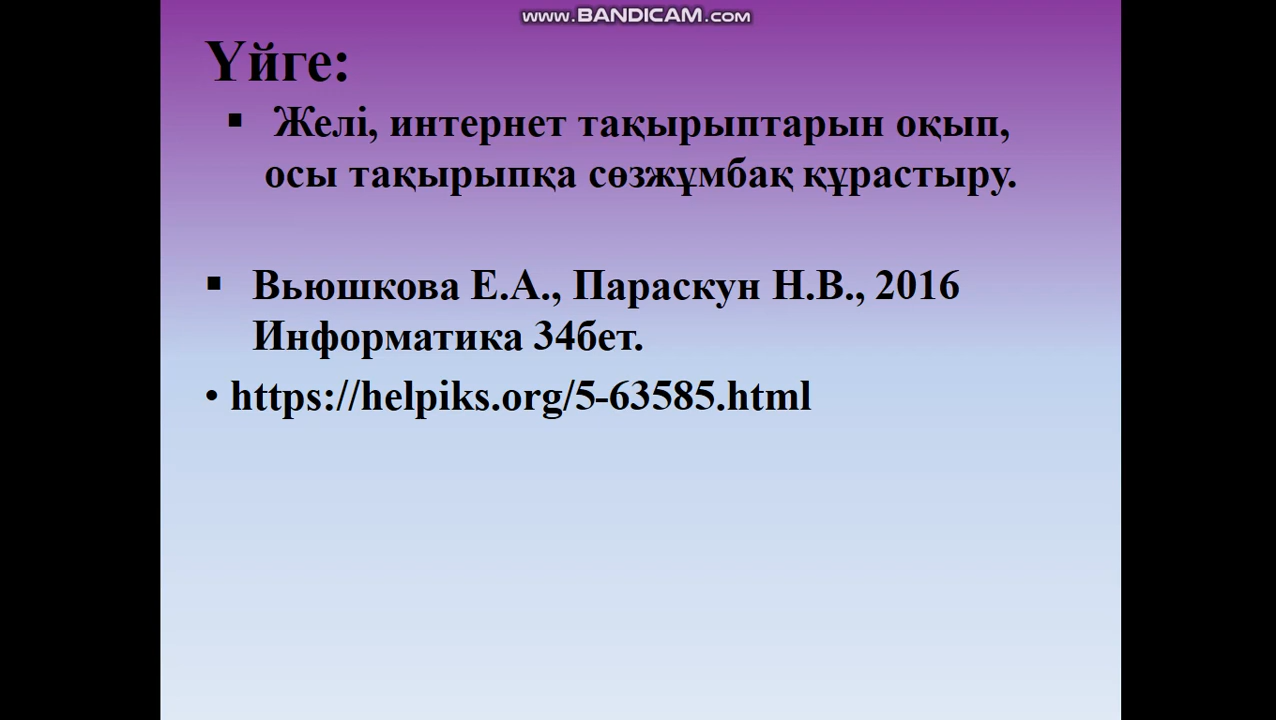 www.BANDICAM.com
Үйге:
▪ Желі, интернет тақырыптарын оқып,
осы тақырыпқа сөзжұмбақ құрастыру.
▪ Вьюшкова Е.А., Параскун Н.В., 2016
Информатика 34бет.
• https://helpiks.org/5-63585.html